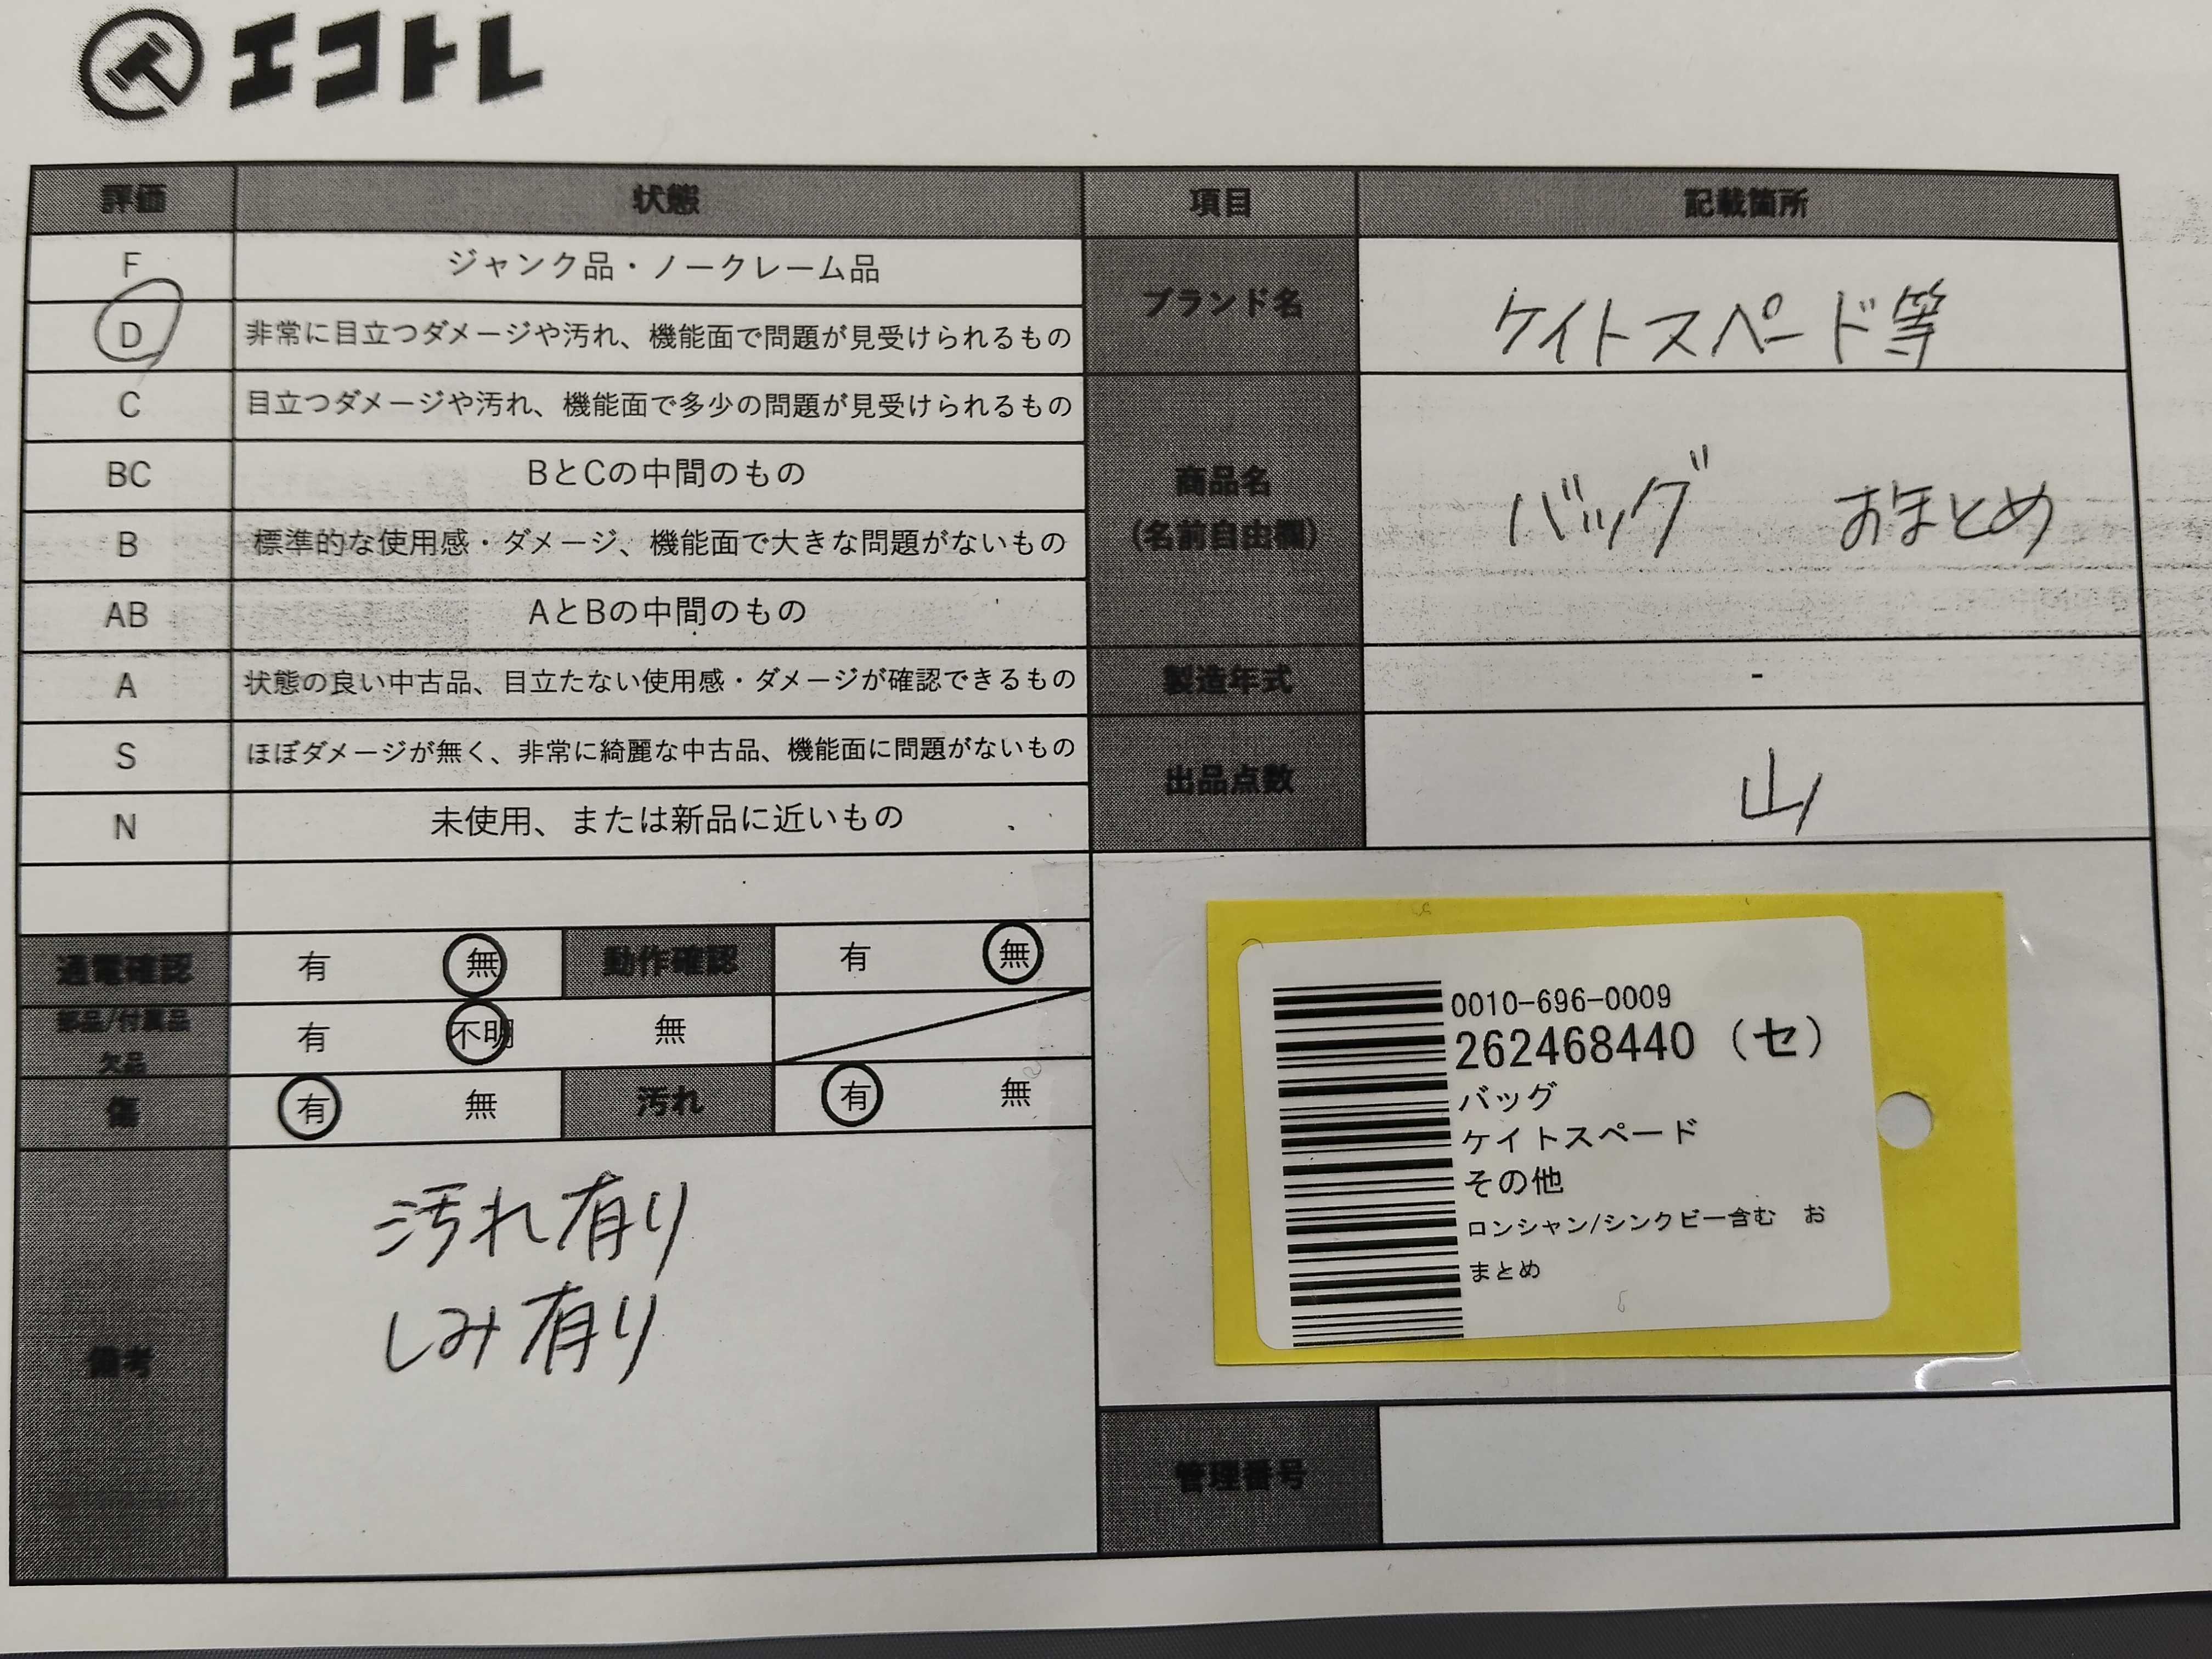 エコトレ
評価 状態 項目 記載箇所
F ジャンク品・ノークレーム品
D 非常に目立つダメージや汚れ、機能面で問題が見受けられるもの
C 目立つダメージや汚れ、機能面で多少の問題が見受けられるもの
BC BとCの中間のもの
B 標準的な使用感・ダメージ、機能面で大きな問題がないもの
AB AとBの中間のもの
A 状態の良い中古品、目立たない使用感・ダメージが確認できるもの
S ほぼダメージが無く、非常に綺麗な中古品、機能面に問題がないもの
N 未使用、または新品に近いもの
ブランド名 ケイトスペード等
商品名
(名前自由欄)
バッグ おまとめ
製造年式 -
出品点数 山
通電確認 有 無 動作確認 有 無
部品/付属品
欠品
有 不明 無
傷 有 無 汚れ 有 無
備考
汚れ有り
しみ有り
0010-696-0009
262468440（セ）
バッグ
ケイトスペード
その他
ロンシャン/シンクビー含む お
まとめ
管理番号